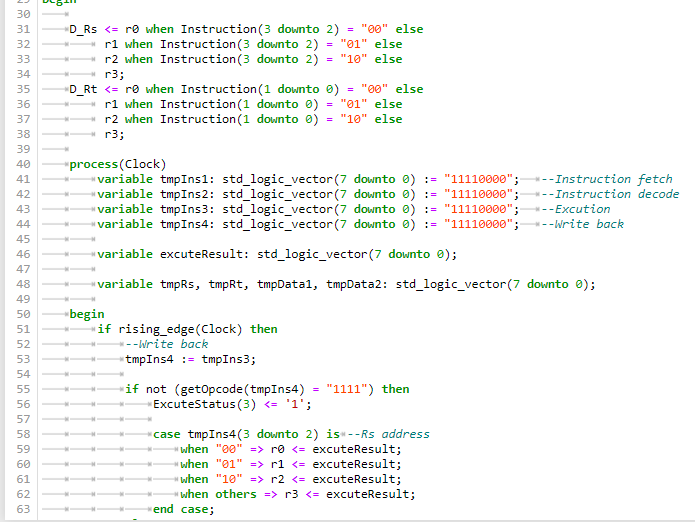 29 begin
30
31 D_Rs <= r0 when Instruction(3 downto 2) = "00" else
32 r1 when Instruction(3 downto 2) = "01" else
33 r2 when Instruction(3 downto 2) = "10" else
34 r3;
35 D_Rt <= r0 when Instruction(1 downto 0) = "00" else
36 r1 when Instruction(1 downto 0) = "01" else
37 r2 when Instruction(1 downto 0) = "10" else
38 r3;
39
40 process(Clock)
41 variable tmpIns1: std_logic_vector(7 downto 0) := "11110000"; --Instruction fetch
42 variable tmpIns2: std_logic_vector(7 downto 0) := "11110000"; --Instruction decode
43 variable tmpIns3: std_logic_vector(7 downto 0) := "11110000"; --Excution
44 variable tmpIns4: std_logic_vector(7 downto 0) := "11110000"; --Write back
45
46 variable excuteResult: std_logic_vector(7 downto 0);
47
48 variable tmpRs, tmpRt, tmpData1, tmpData2: std_logic_vector(7 downto 0);
49
50 begin
51 if rising_edge(Clock) then
52 --Write back
53 tmpIns4 := tmpIns3;
54
55 if not (getOpcode(tmpIns4) = "1111") then
56 ExcuteStatus(3) <= '1';
57
58 case tmpIns4(3 downto 2) is --Rs address
59 when "00" => r0 <= excuteResult;
60 when "01" => r1 <= excuteResult;
61 when "10" => r2 <= excuteResult;
62 when others => r3 <= excuteResult;
63 end case;